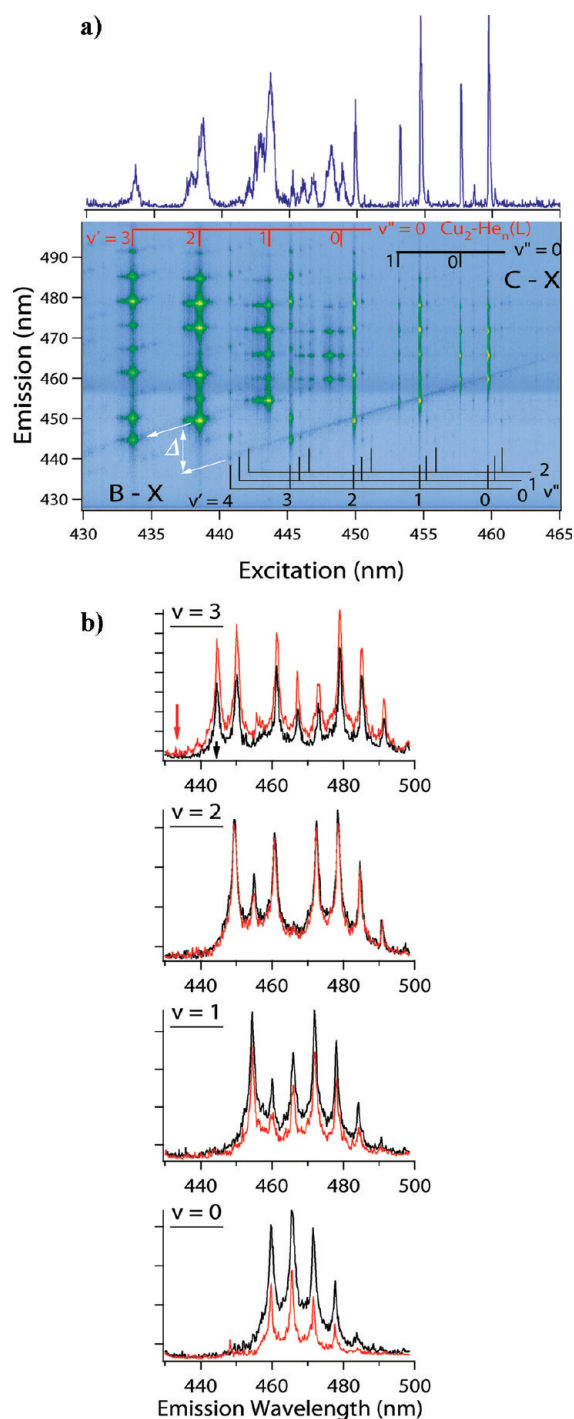 a)
v' = 3 2 1 0 v" = 0 Cu₂-Heₙ(L)
1 0 v" = 0
C - X
Emission (nm)
490
480
470
460
450
440
430
Δ
B - X
v' = 4 3 2 1 0 0 1 2 v"
430 435 440 445 450 455 460 465
Excitation (nm)
b)
v = 3
440 460 480 500
v = 2
440 460 480 500
v = 1
440 460 480 500
v = 0
440 460 480 500
Emission Wavelength (nm)